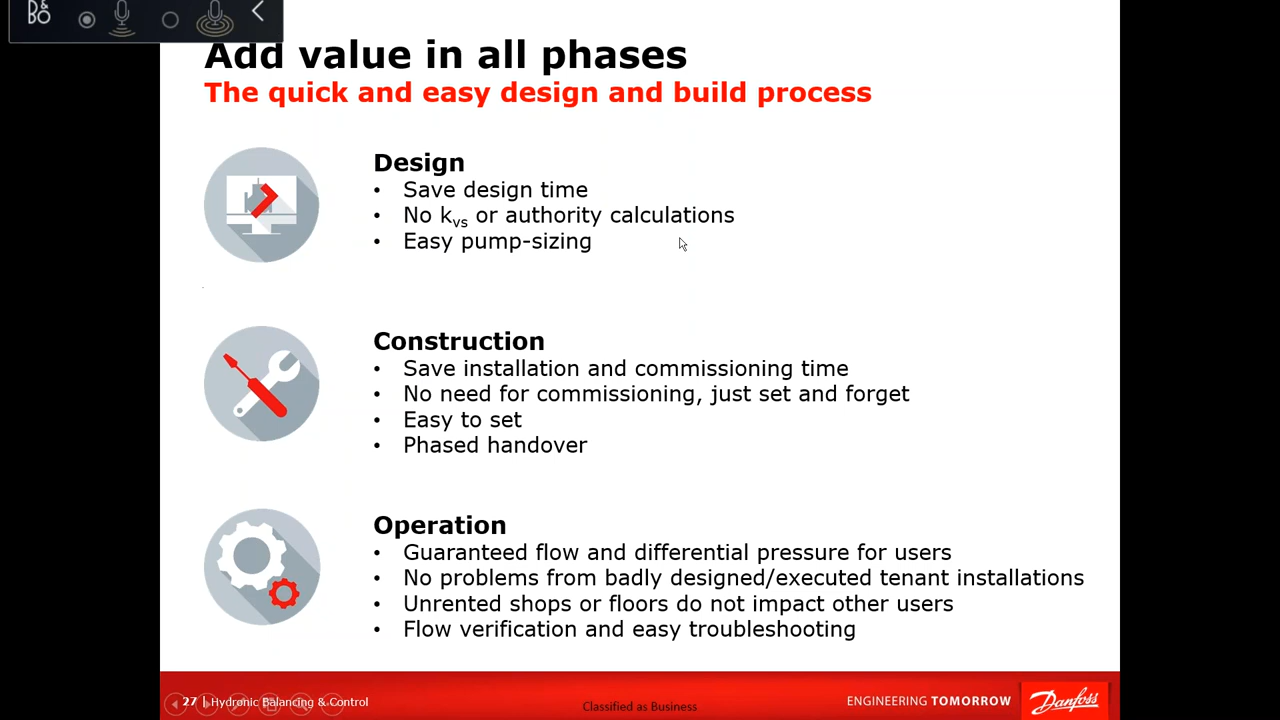 Add value in all phases
The quick and easy design and build process
Design
• Save design time
• No kvs or authority calculations
• Easy pump-sizing
Construction
• Save installation and commissioning time
• No need for commissioning, just set and forget
• Easy to set
• Phased handover
Operation
• Guaranteed flow and differential pressure for users
• No problems from badly designed/executed tenant installations
• Unrented shops or floors do not impact other users
• Flow verification and easy troubleshooting
27 | Hydronic Balancing & Control
Classified as Business
ENGINEERING TOMORROW
Danfoss